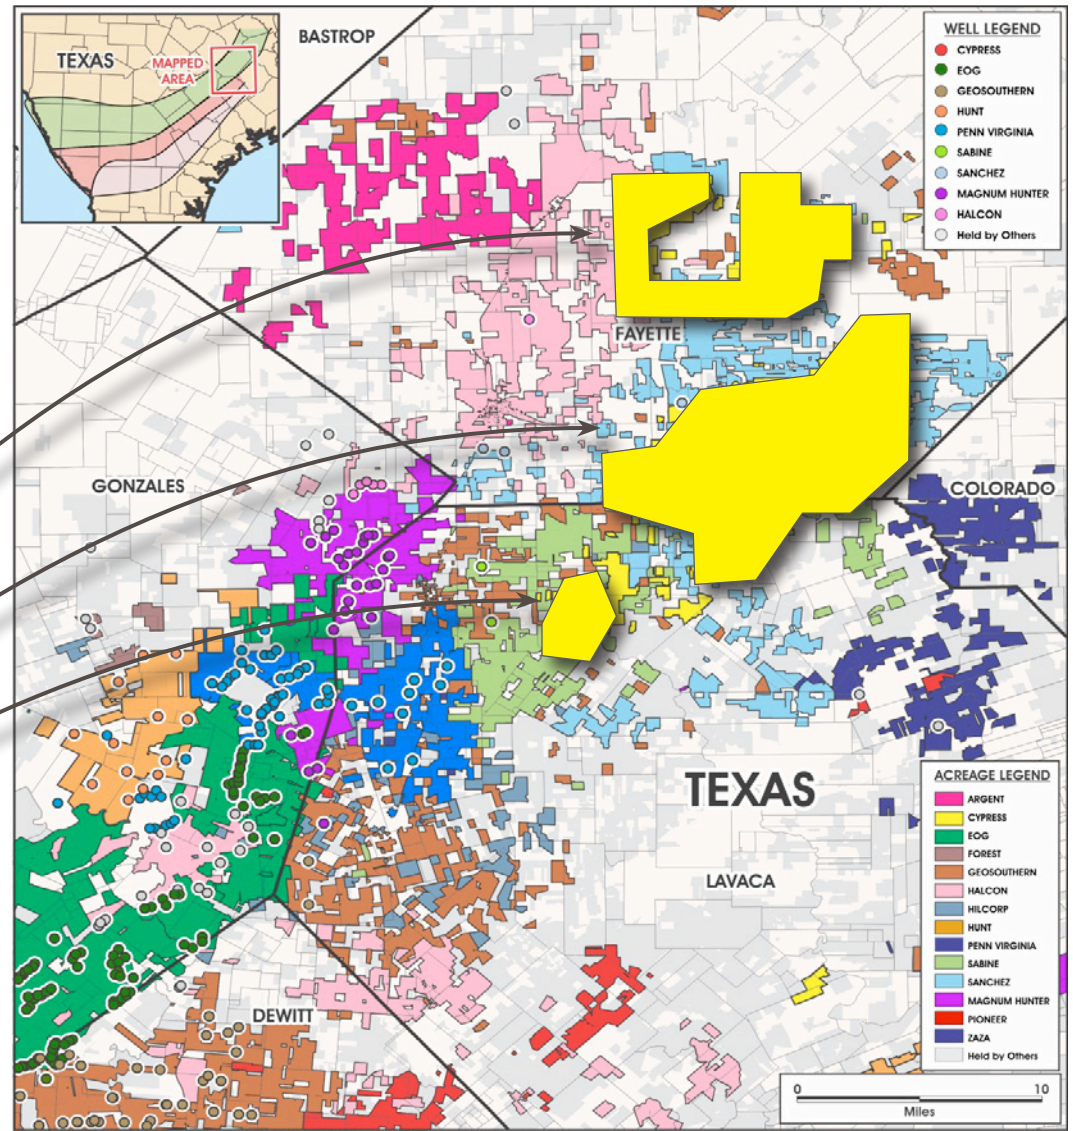 TEXAS
MAPPED
AREA
BASTROP
FAYETTE
GONZALES
COLORADO
TEXAS
LAVACA
DEWITT
WELL LEGEND
CYPRESS
EOG
GEOSOUTHERN
HUNT
PENN VIRGINIA
SABINE
SANCHEZ
MAGNUM HUNTER
HALCON
Held by Others
ACREAGE LEGEND
ARGENT
CYPRESS
EOG
FOREST
GEOSOUTHERN
HALCON
HILCORP
HUNT
PENN VIRGINIA
SABINE
SANCHEZ
MAGNUM HUNTER
PIONEER
ZAZA
Held by Others
0 10
Miles